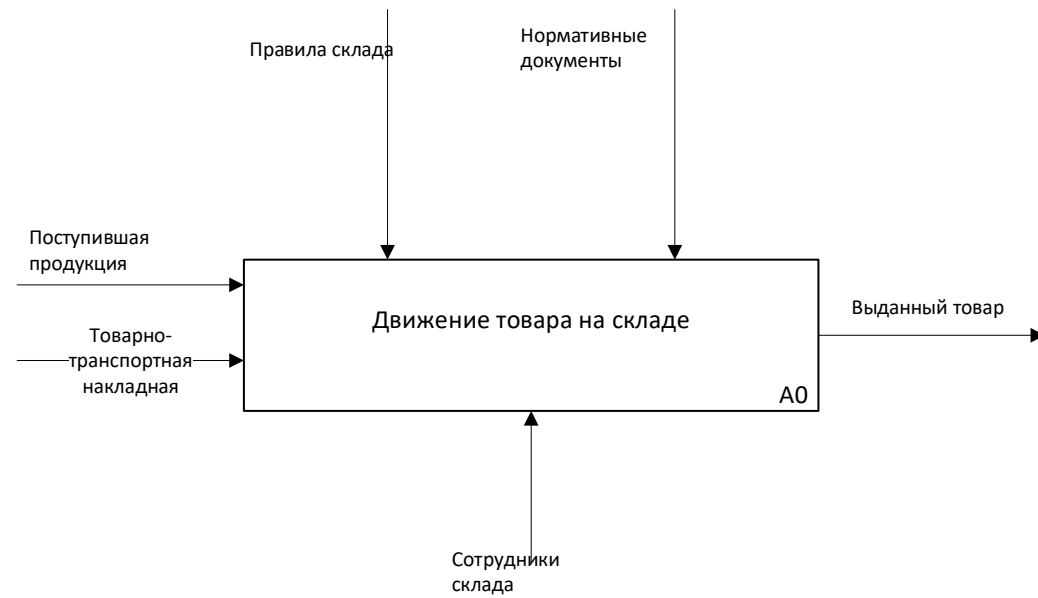 Правила склада
Нормативные
документы
Поступившая
продукция
Товарно-
транспортная
накладная
Движение товара на складе
A0
Выданный товар
Сотрудники
склада